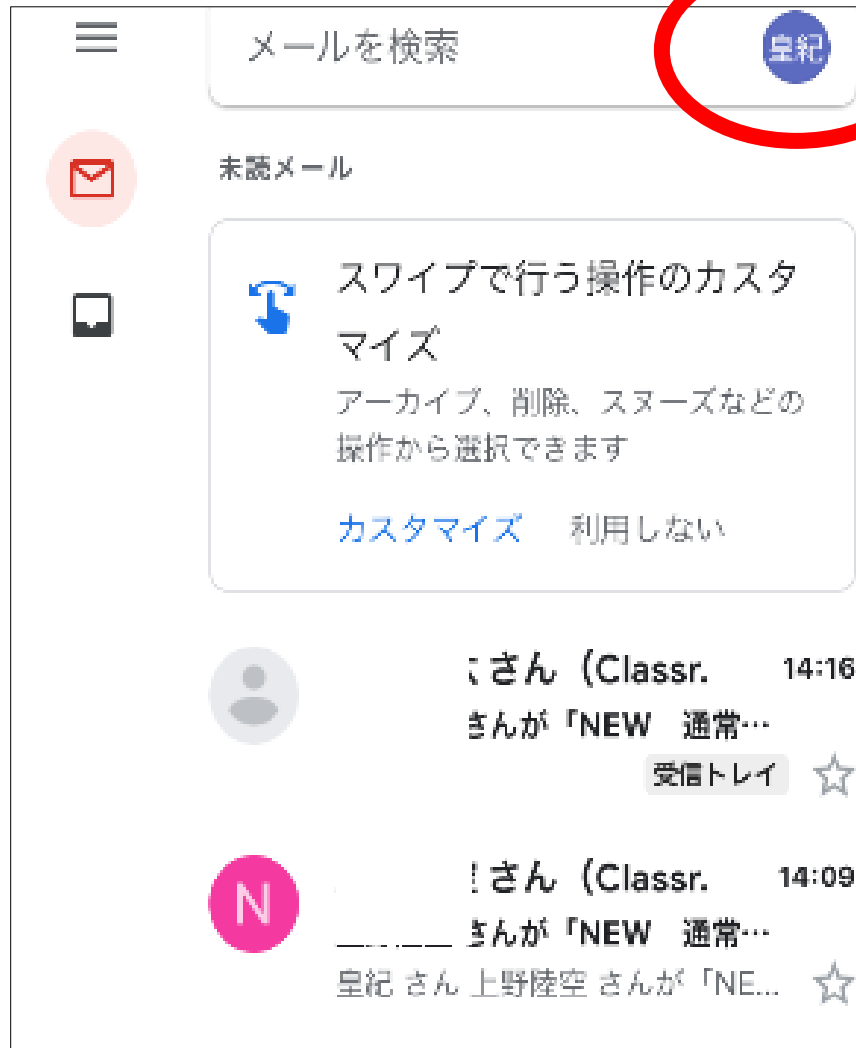 メールを検索
皇紀
未読メール
スワイプで行う操作のカスタ
マイズ
アーカイブ、削除、スヌーズなどの
操作から選択できます
カスタマイズ 利用しない
さん（Classr. 14:16
さんが「NEW 通常…
受信トレイ
N
さん（Classr. 14:09
さんが「NEW 通常…
皇紀 さん 上野陸空 さんが「NE...